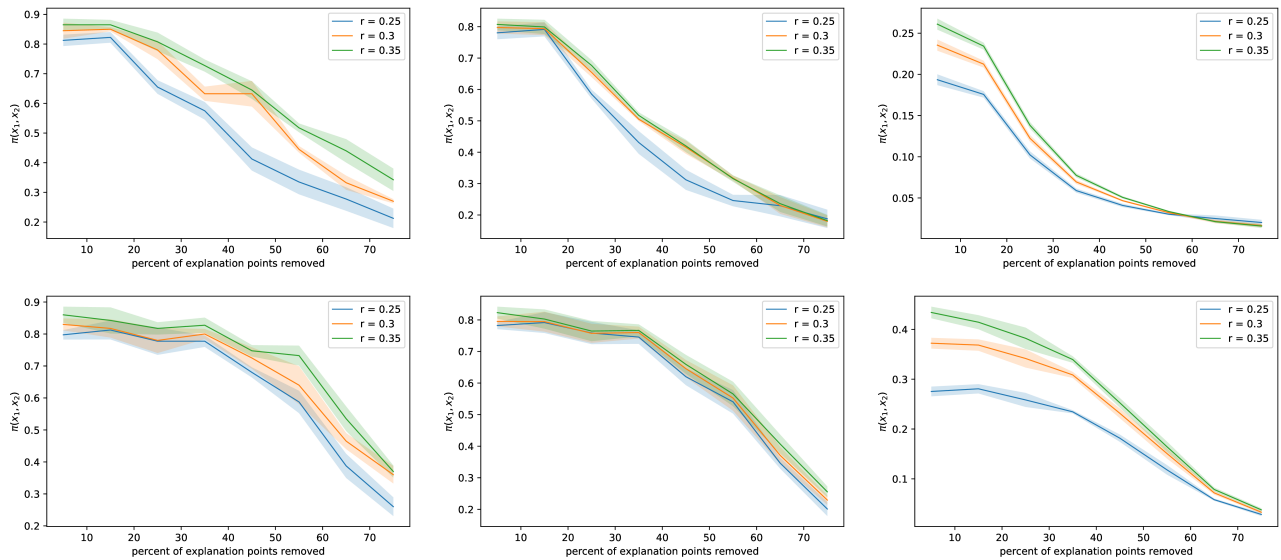 0.9
0.8
0.7
0.6
0.5
0.4
0.3
0.2
π(x₁, x₂)
10 20 30 40 50 60 70
percent of explanation points removed
r = 0.25
r = 0.3
r = 0.35
0.8
0.7
0.6
0.5
0.4
0.3
0.2
π(x₁, x₂)
10 20 30 40 50 60 70
percent of explanation points removed
r = 0.25
r = 0.3
r = 0.35
0.25
0.20
0.15
0.10
0.05
π(x₁, x₂)
10 20 30 40 50 60 70
percent of explanation points removed
r = 0.25
r = 0.3
r = 0.35
0.9
0.8
0.7
0.6
0.5
0.4
0.3
0.2
π(x₁, x₂)
10 20 30 40 50 60 70
percent of explanation points removed
r = 0.25
r = 0.3
r = 0.35
0.8
0.7
0.6
0.5
0.4
0.3
0.2
π(x₁, x₂)
10 20 30 40 50 60 70
percent of explanation points removed
r = 0.25
r = 0.3
r = 0.35
0.4
0.3
0.2
0.1
π(x₁, x₂)
10 20 30 40 50 60 70
percent of explanation points removed
r = 0.25
r = 0.3
r = 0.35